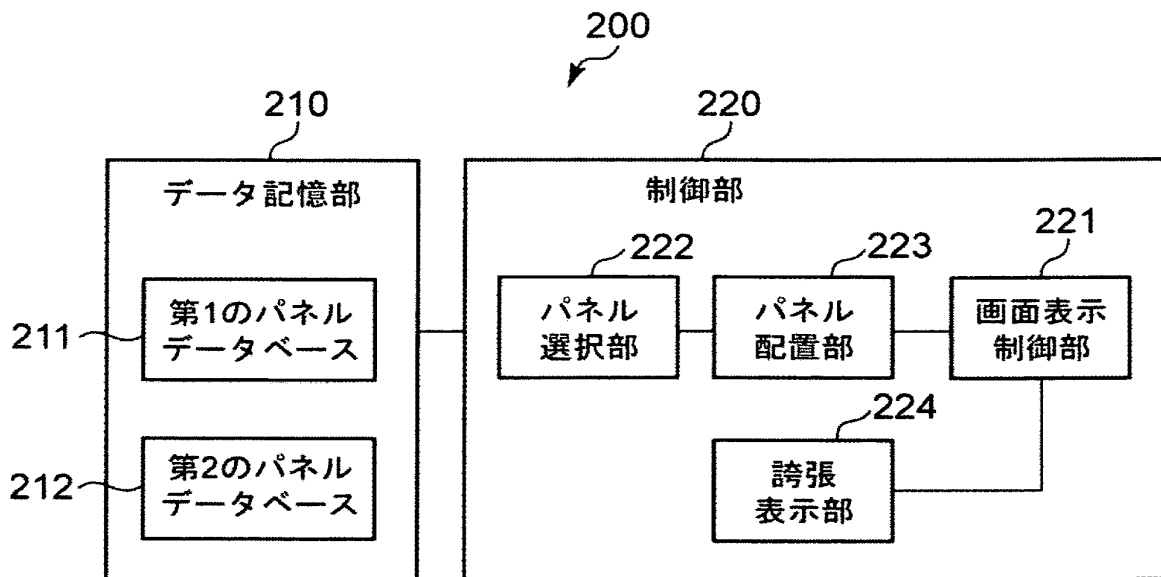 200
210
220
データ記憶部
制御部
222
223
221
211
第1のパネル
データベース
パネル
選択部
パネル
配置部
画面表示
制御部
224
212
第2のパネル
データベース
誇張
表示部